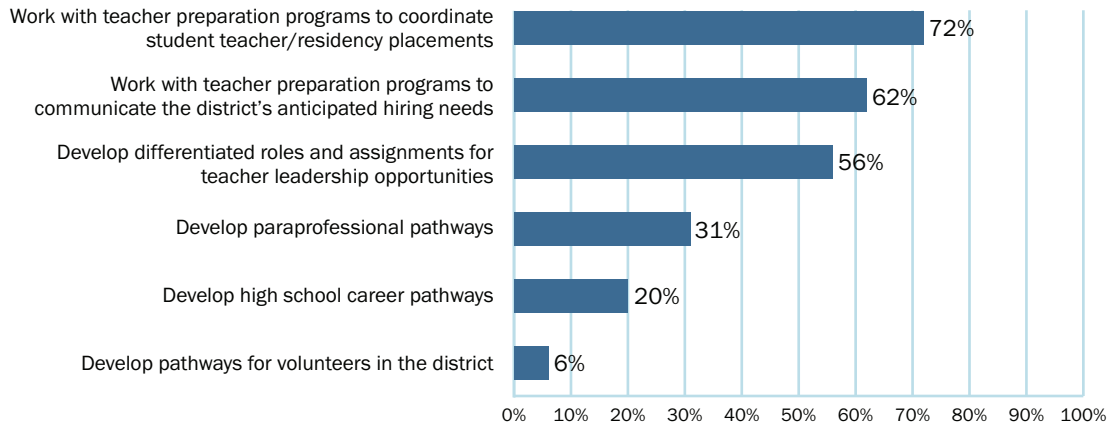 Work with teacher preparation programs to coordinate
student teacher/residency placements
72%
Work with teacher preparation programs to
communicate the district’s anticipated hiring needs
62%
Develop differentiated roles and assignments for
teacher leadership opportunities
56%
Develop paraprofessional pathways
31%
Develop high school career pathways
20%
Develop pathways for volunteers in the district
6%
0% 10% 20% 30% 40% 50% 60% 70% 80% 90% 100%